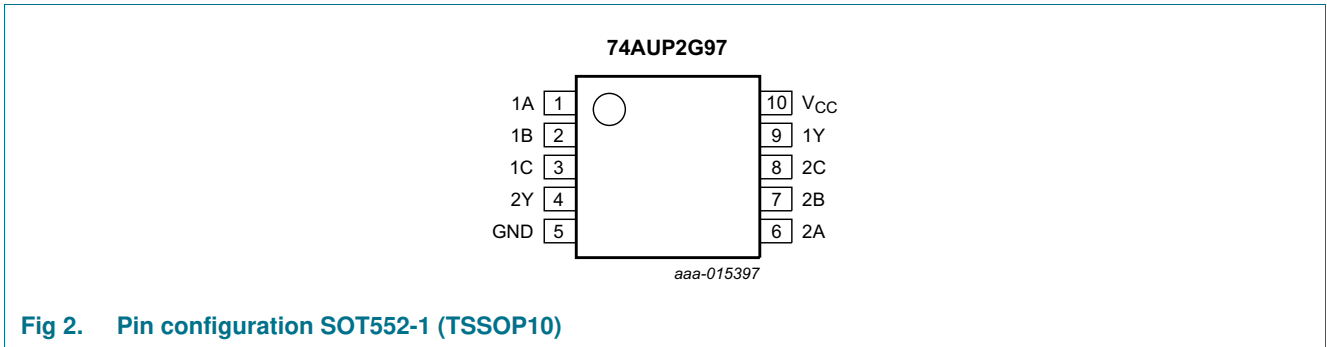 74AUP2G97
1A 1 10 VCC
1B 2 9 1Y
1C 3 8 2C
2Y 4 7 2B
GND 5 6 2A
aaa-015397
Fig 2. Pin configuration SOT552-1 (TSSOP10)